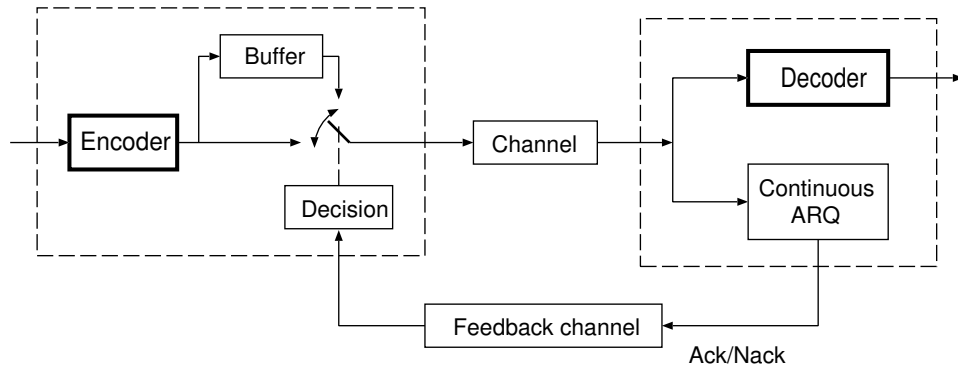 Buffer
Encoder
Decision
Channel
Decoder
Continuous
ARQ
Feedback channel
Ack/Nack